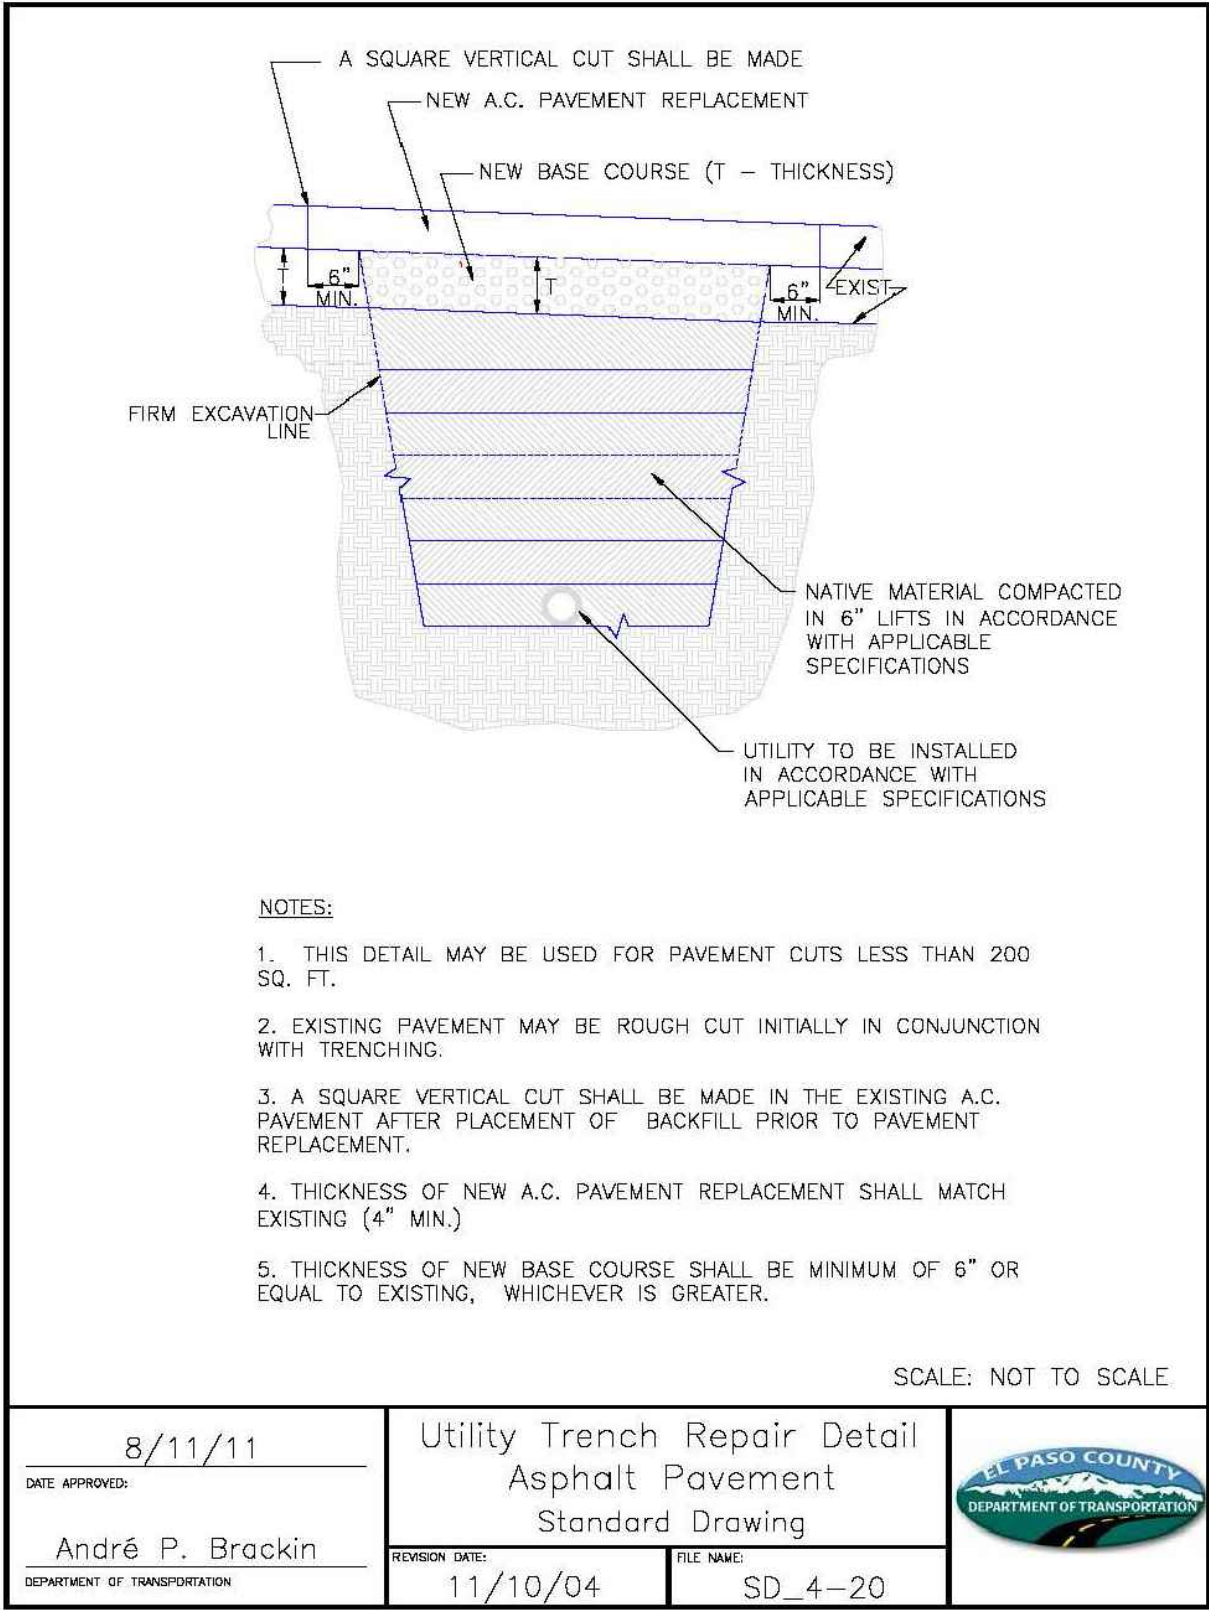 A SQUARE VERTICAL CUT SHALL BE MADE
NEW A.C. PAVEMENT REPLACEMENT
NEW BASE COURSE (T – THICKNESS)
T
6"
MIN.
T
6"
MIN.
EXIST
FIRM EXCAVATION
LINE
NATIVE MATERIAL COMPACTED
IN 6" LIFTS IN ACCORDANCE
WITH APPLICABLE
SPECIFICATIONS
UTILITY TO BE INSTALLED
IN ACCORDANCE WITH
APPLICABLE SPECIFICATIONS
NOTES:
1. THIS DETAIL MAY BE USED FOR PAVEMENT CUTS LESS THAN 200
SQ. FT.
2. EXISTING PAVEMENT MAY BE ROUGH CUT INITIALLY IN CONJUNCTION
WITH TRENCHING.
3. A SQUARE VERTICAL CUT SHALL BE MADE IN THE EXISTING A.C.
PAVEMENT AFTER PLACEMENT OF BACKFILL PRIOR TO PAVEMENT
REPLACEMENT.
4. THICKNESS OF NEW A.C. PAVEMENT REPLACEMENT SHALL MATCH
EXISTING (4" MIN.)
5. THICKNESS OF NEW BASE COURSE SHALL BE MINIMUM OF 6" OR
EQUAL TO EXISTING, WHICHEVER IS GREATER.
SCALE: NOT TO SCALE
8/11/11
DATE APPROVED:
André P. Brackin
DEPARTMENT OF TRANSPORTATION
Utility Trench Repair Detail
Asphalt Pavement
Standard Drawing
REVISION DATE:
11/10/04
FILE NAME:
SD_4-20
EL PASO COUNTY
DEPARTMENT OF TRANSPORTATION